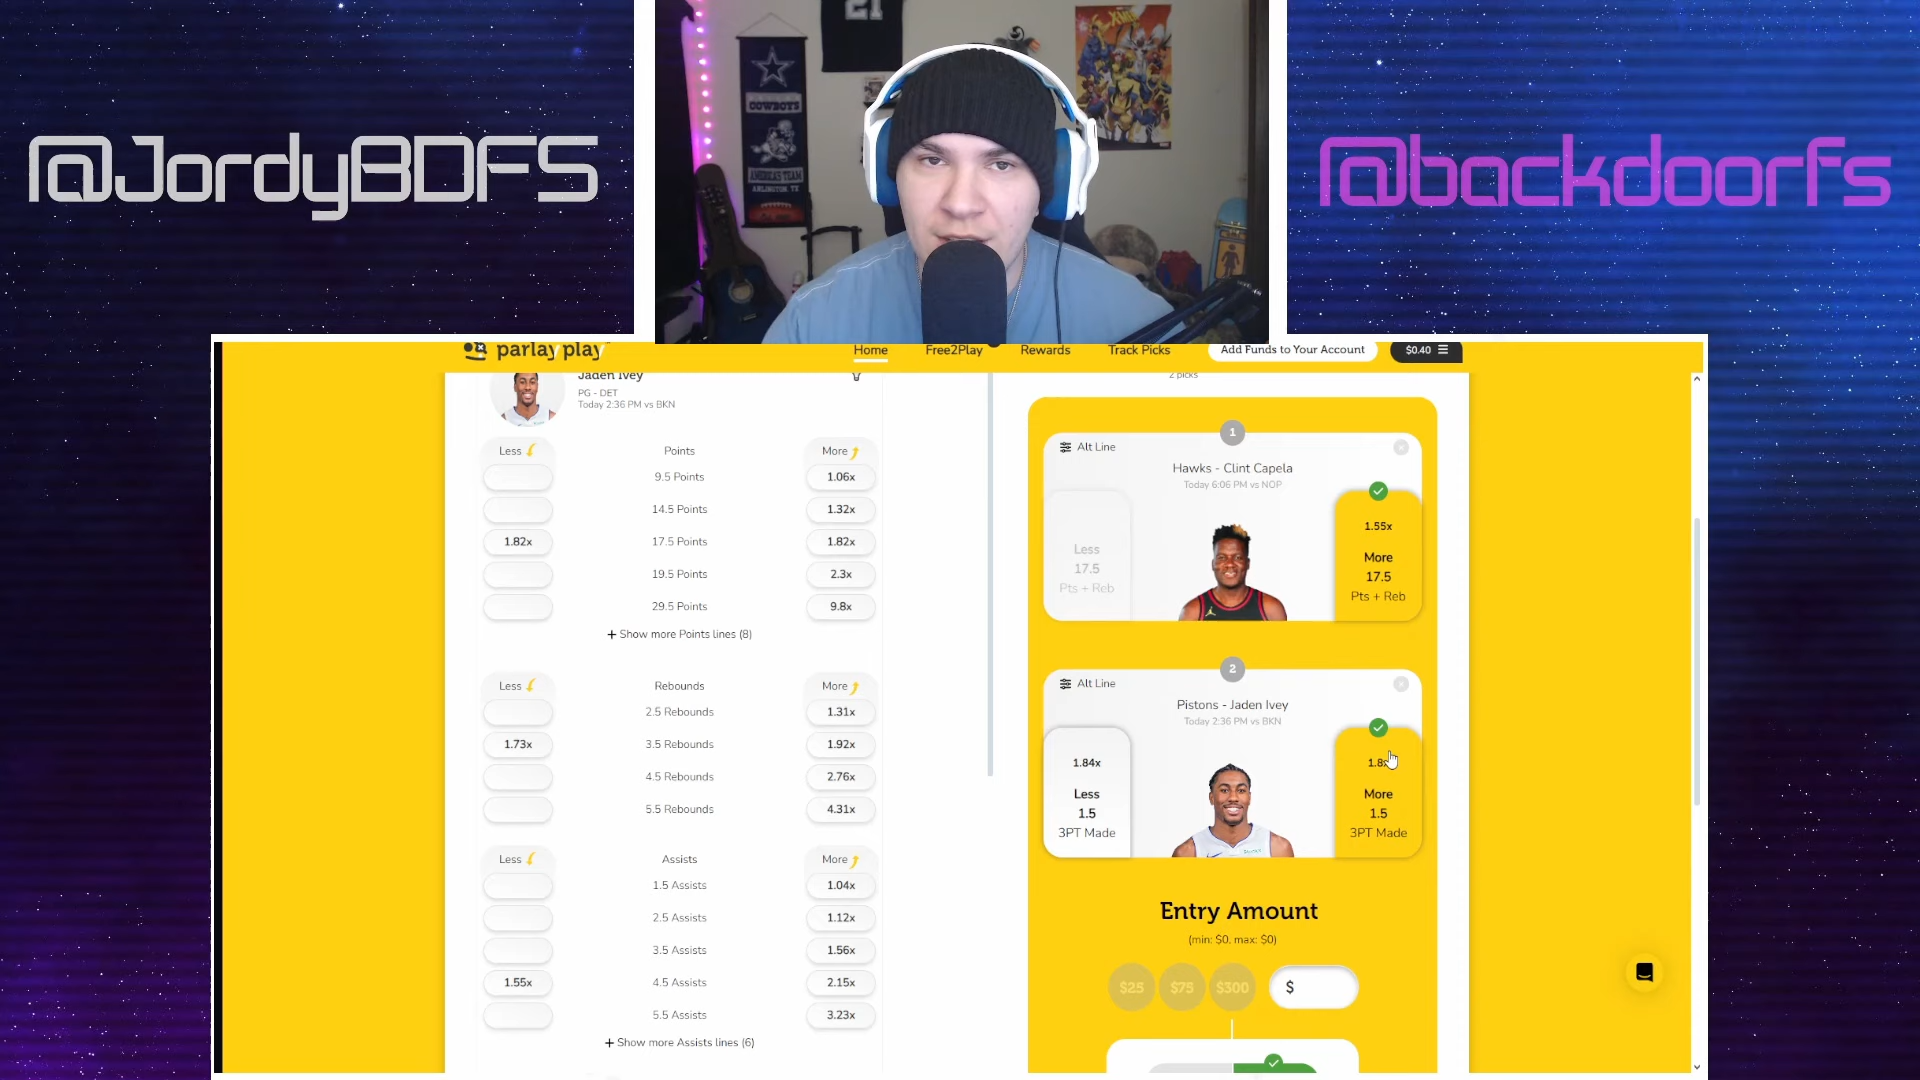 @JordyBDFS
@backdoorfs
21
COWBOYS
AMERICA'S TEAM
ARLINGTON, TX
X-MEN
parlay play
Home
Free2Play
Rewards
Track Picks
Add Funds to Your Account
$0.40
Jaden Ivey
PG - DET
Today 2:36 PM vs BKN
Less
Points
More
9.5 Points
1.06x
14.5 Points
1.32x
1.82x
17.5 Points
1.82x
19.5 Points
2.3x
29.5 Points
9.8x
+ Show more Points lines (8)
Less
Rebounds
More
2.5 Rebounds
1.31x
1.73x
3.5 Rebounds
1.92x
4.5 Rebounds
2.76x
5.5 Rebounds
4.31x
Less
Assists
More
1.5 Assists
1.04x
2.5 Assists
1.12x
3.5 Assists
1.56x
1.55x
4.5 Assists
2.15x
5.5 Assists
3.23x
+ Show more Assists lines (6)
2 picks
1
Alt Line
Hawks - Clint Capela
Today 6:06 PM vs NOP
Less
17.5
Pts + Reb
1.55x
More
17.5
Pts + Reb
2
Alt Line
Pistons - Jaden Ivey
Today 2:36 PM vs BKN
1.84x
Less
1.5
3PT Made
More
1.5
3PT Made
Entry Amount
(min: $0, max: $0)
$25
$75
$300
$